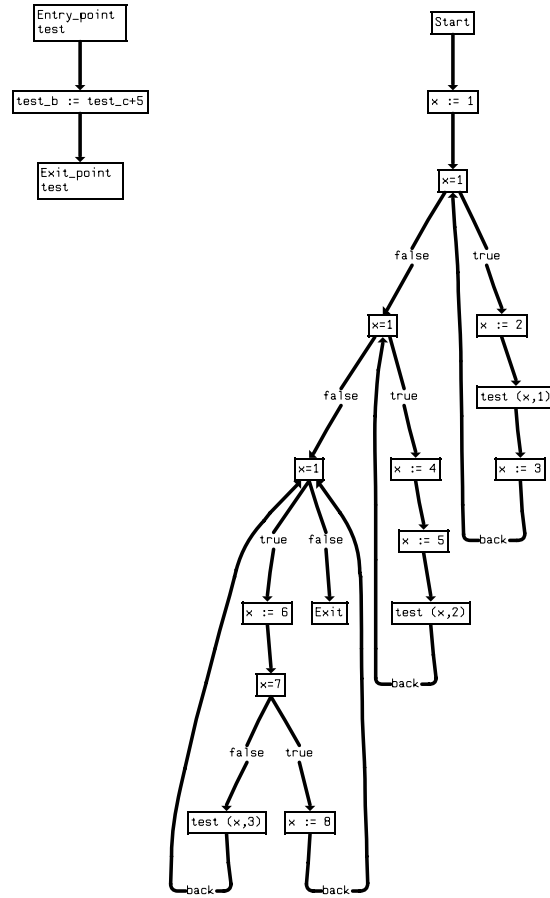 Entry_point
test
test_b := test_c+5
Exit_point
test
Start
x := 1
x=1
false
true
x=1
x := 2
false
true
test (x,1)
x=1
x := 4
x := 3
true
false
x := 5
back
x := 6
Exit
test (x,2)
x=7
back
false
true
test (x,3)
x := 8
back
back